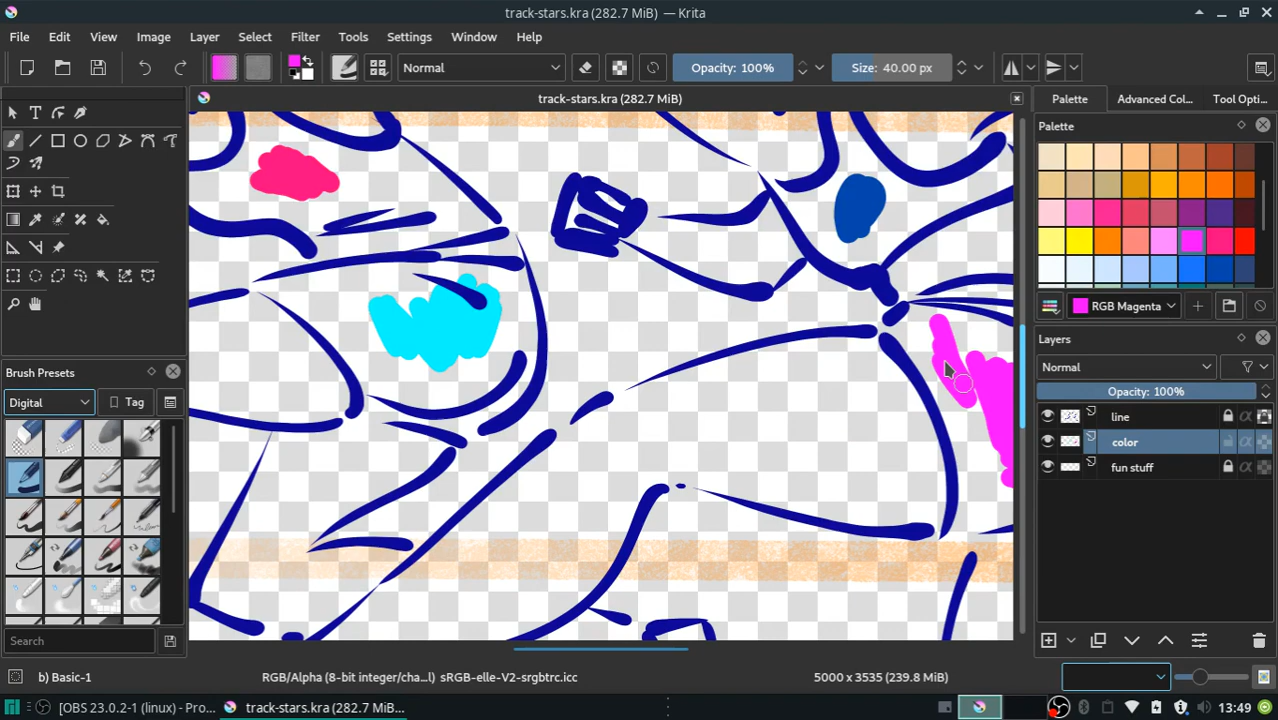 track-stars.kra (282.7 MiB) — Krita
File Edit View Image Layer Select Filter Tools Settings Window Help
Normal Opacity: 100% Size: 40.00 px
track-stars.kra (282.7 MiB)
Palette Advanced Col... Tool Opti...
Palette
RGB Magenta
Layers
Normal
Opacity: 100%
line
color
fun stuff
Brush Presets
Digital Tag
Search
b) Basic-1 RGB/Alpha (8-bit integer/cha...l) sRGB-elle-V2-srgbtrc.icc 5000 x 3535 (239.8 MiB)
[OBS 23.0.2-1 (linux) - Pro... track-stars.kra (282.7 MiB... 13:49